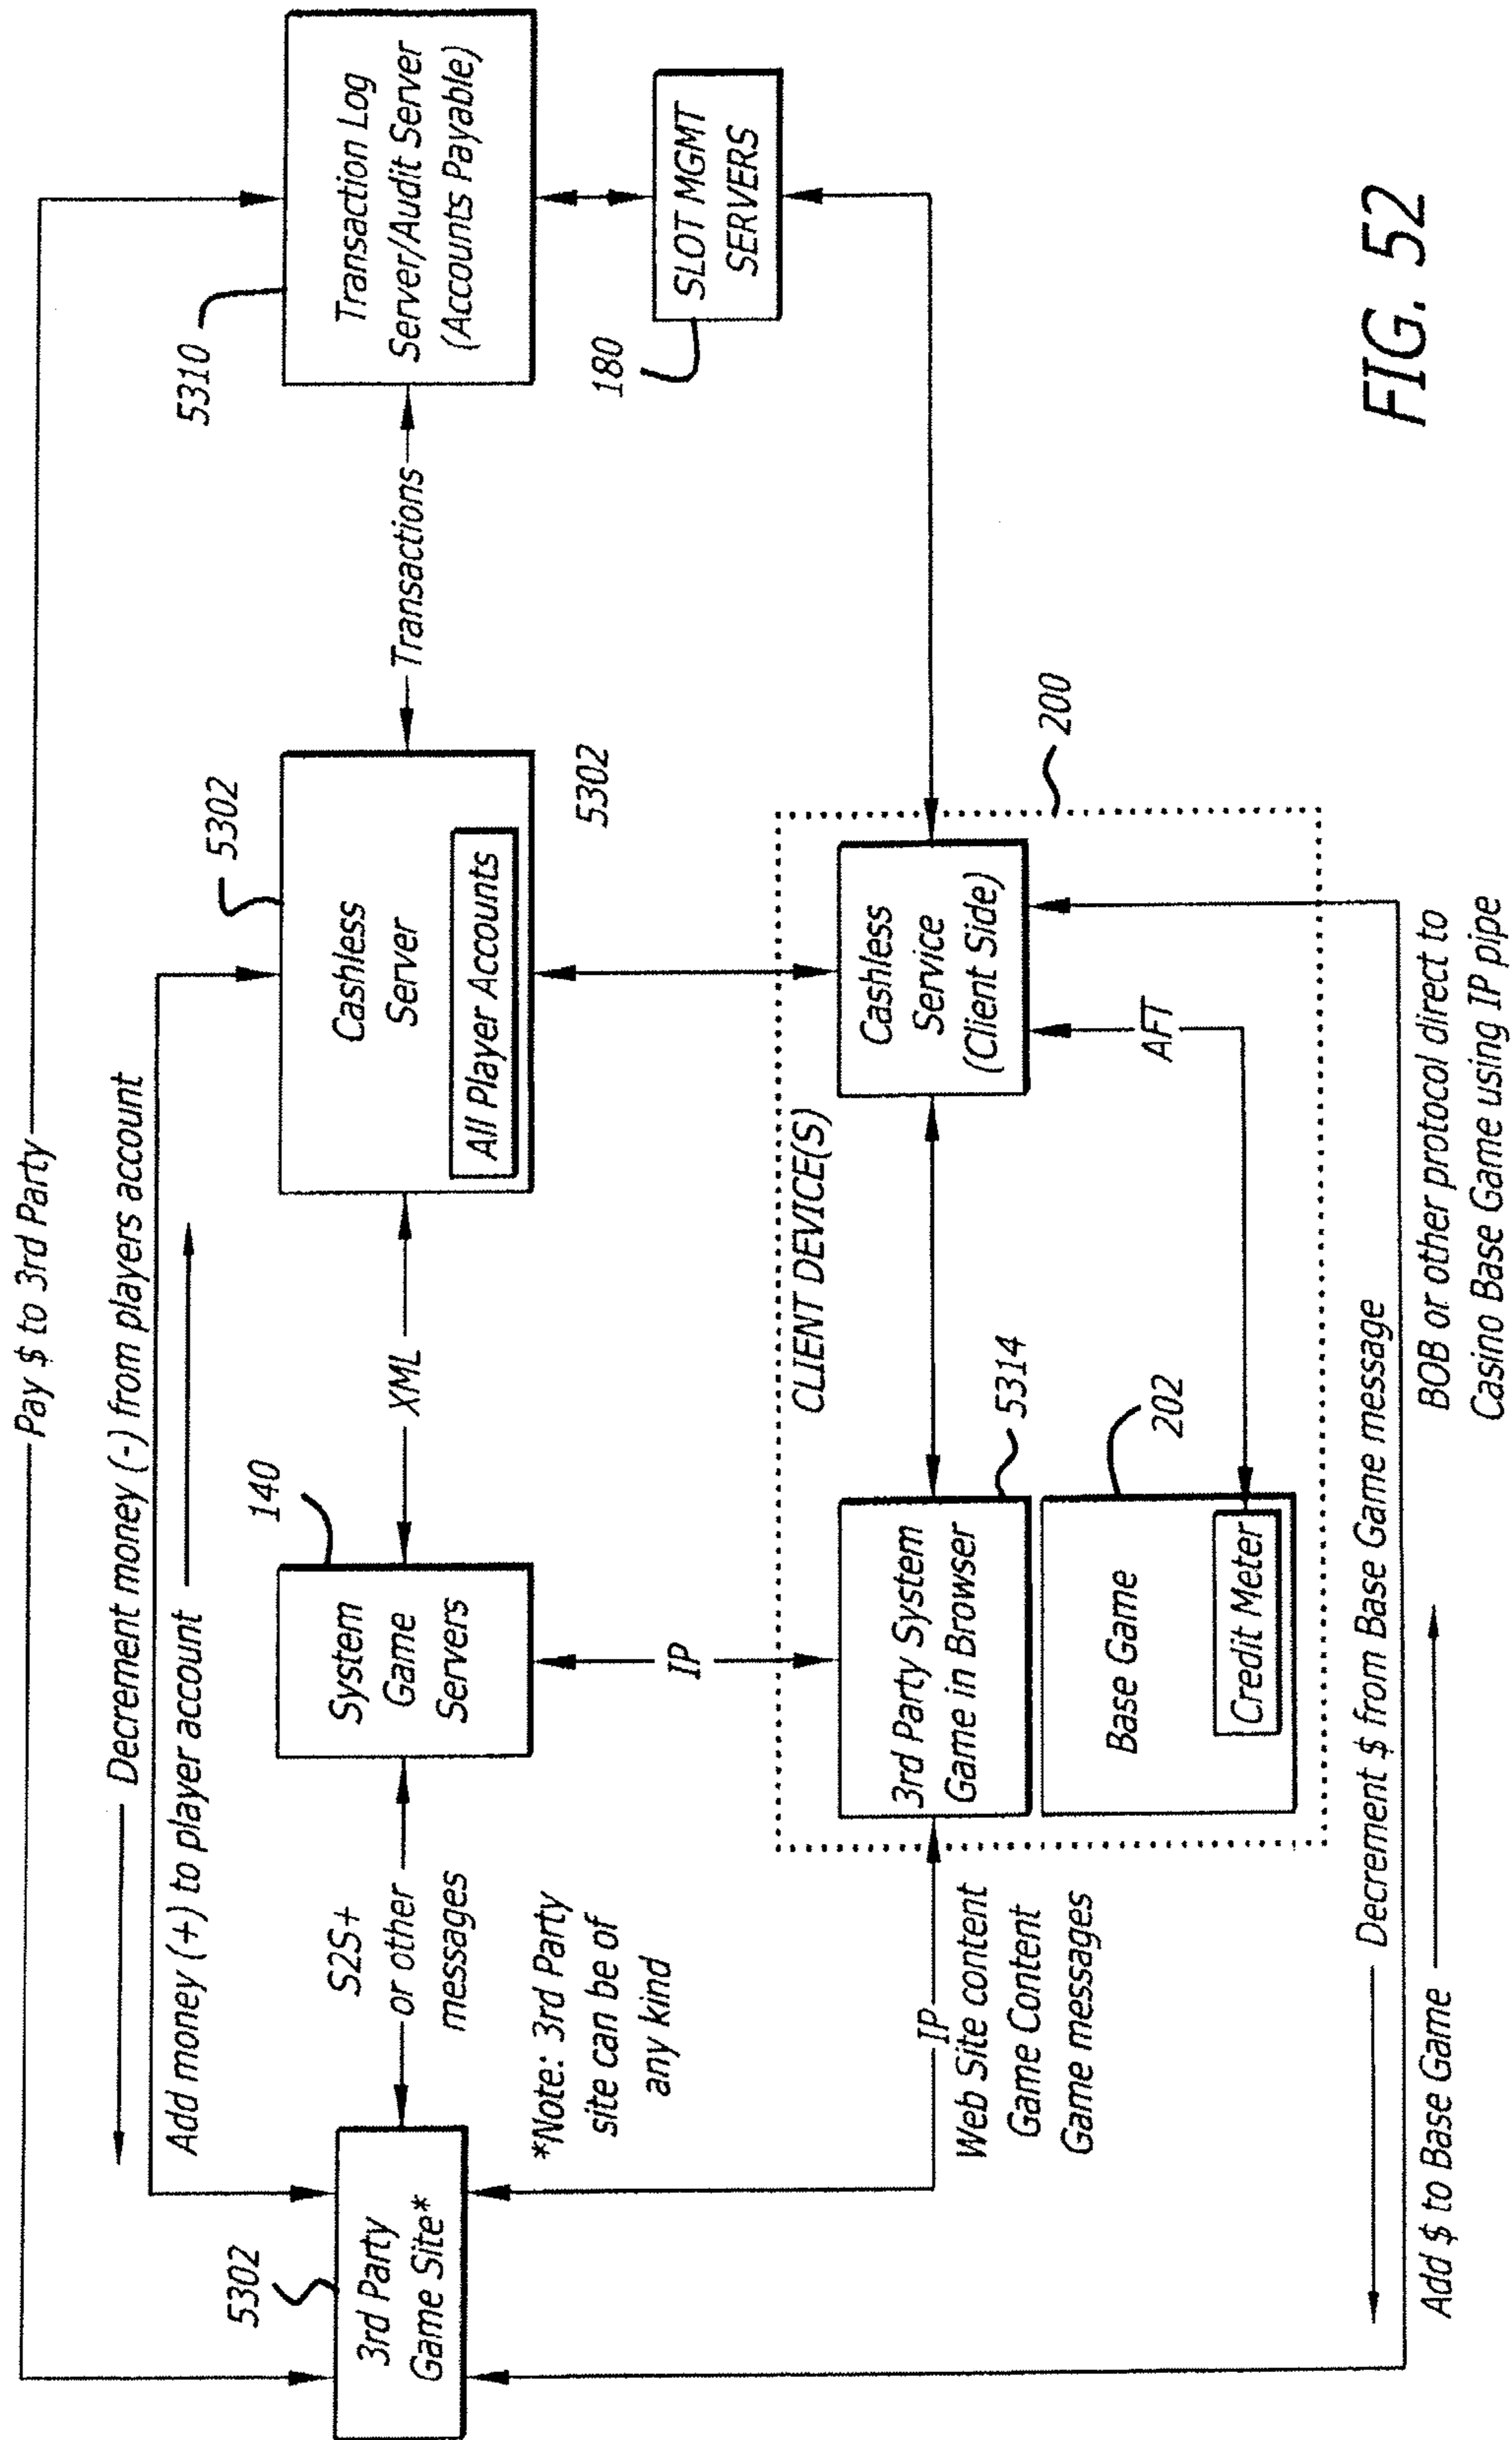 Pay $ to 3rd Party
Decrement money (-) from players account
Add money (+) to player account
5302
3rd Party
Game Site*
S2S+
or other
messages
140
System
Game
Servers
XML
5302
Cashless
Server
All Player Accounts
5302
Transactions
5310
Transaction Log
Server/Audit Server
(Accounts Payable)
180
SLOT MGMT
SERVERS
*Note: 3rd Party
site can be of
any kind
IP
CLIENT DEVICE(S)
200
IP
Web Site content
Game Content
Game messages
3rd Party System
Game in Browser
5314
Cashless
Service
(Client Side)
AFT
Base Game
Credit Meter
202
Decrement $ from Base Game message
Add $ to Base Game
BOB or other protocol direct to
Casino Base Game using IP pipe
FIG. 52